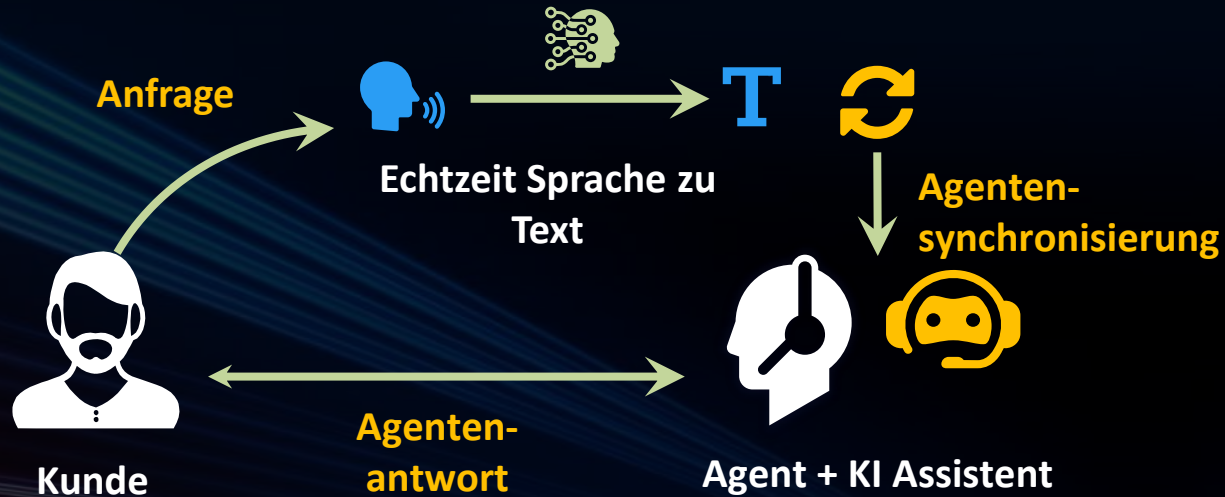 Anfrage
T
Echtzeit Sprache zu
Text
Agenten-
synchronisierung
Agenten-
antwort
Kunde
Agent + KI Assistent